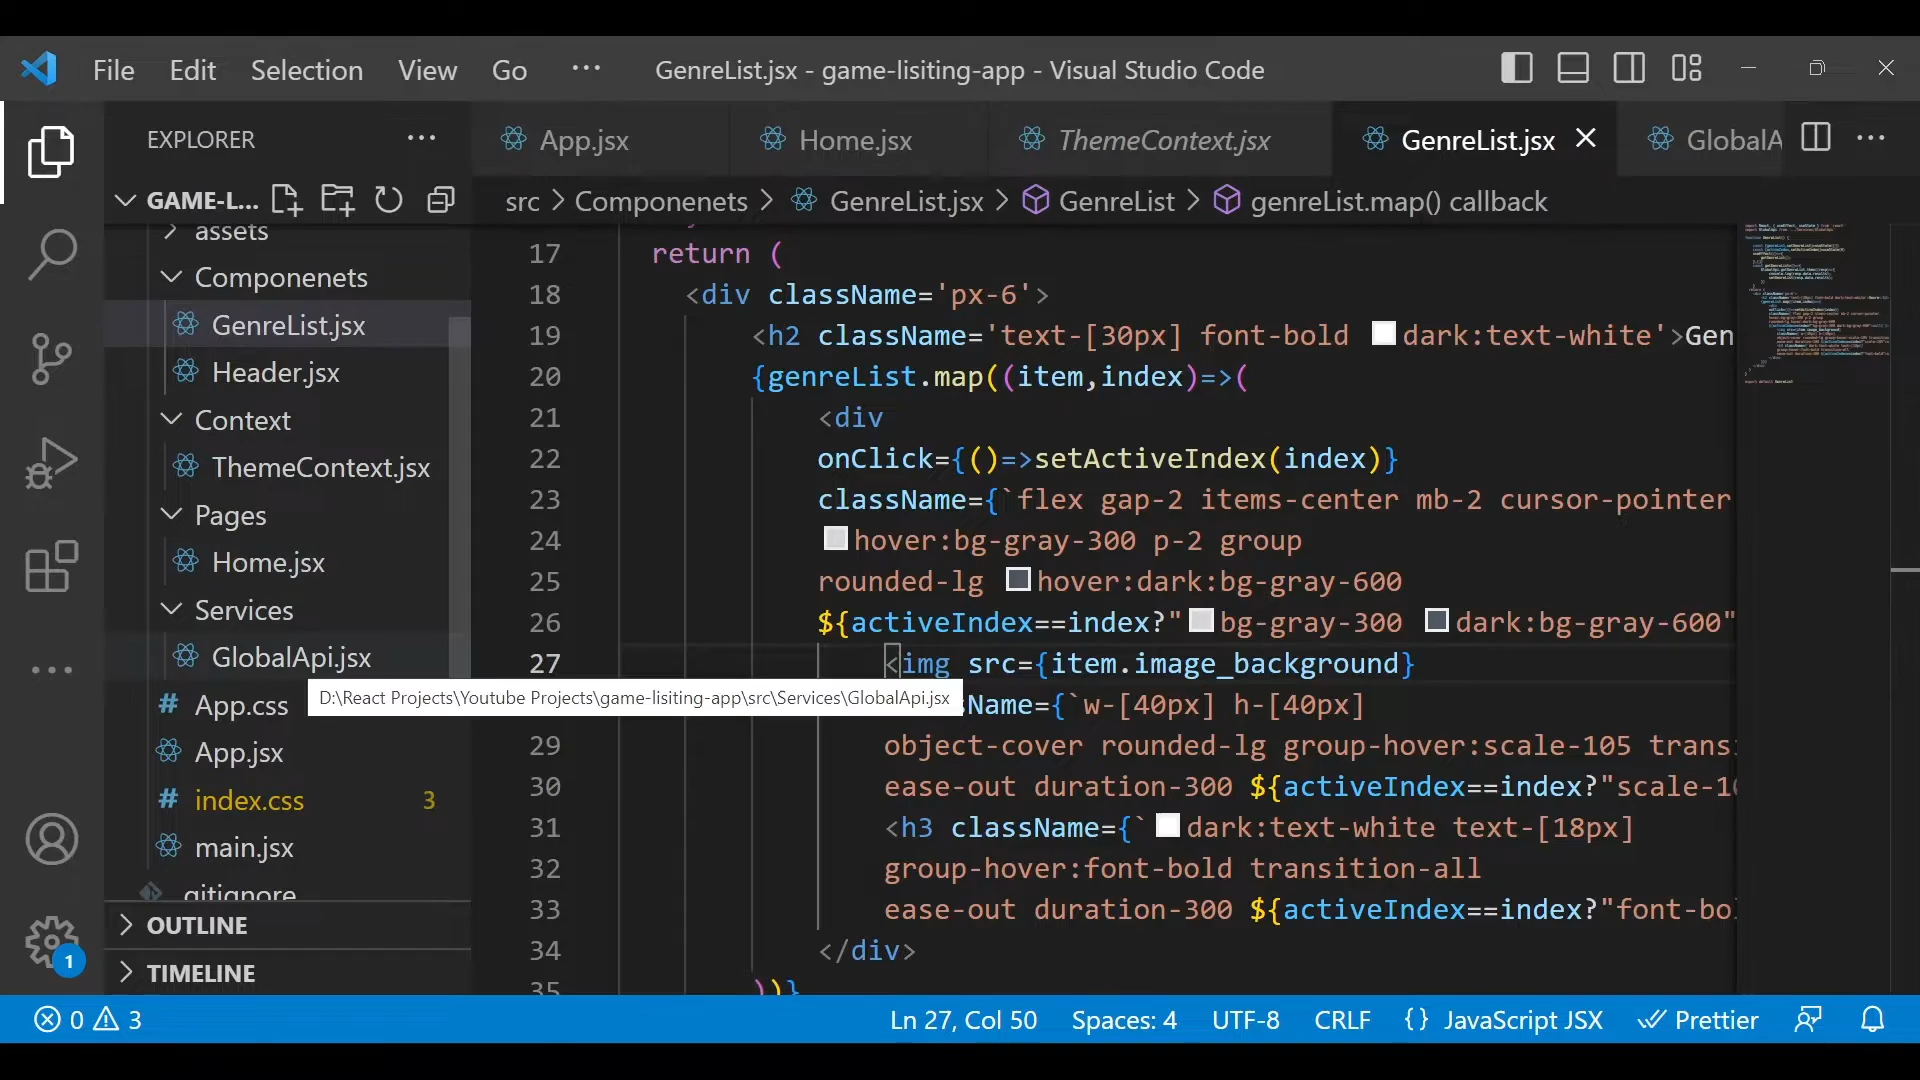 File Edit Selection View Go ··· GenreList.jsx - game-lisiting-app - Visual Studio Code
EXPLORER ···
App.jsx Home.jsx ThemeContext.jsx GenreList.jsx GlobalA ···
GAME-L...
src > Componenets > GenreList.jsx > GenreList > genreList.map() callback
assets
Componenets
GenreList.jsx
Header.jsx
Context
ThemeContext.jsx
Pages
Home.jsx
Services
GlobalApi.jsx
App.css
App.jsx
index.css 3
main.jsx
.gitignore
OUTLINE
TIMELINE
1
17 return (
18 <div className='px-6'>
19 <h2 className='text-[30px] font-bold dark:text-white'>Gen
20 {genreList.map((item,index)=>(
21 <div
22 onClick={()=>setActiveIndex(index)}
23 className={`flex gap-2 items-center mb-2 cursor-pointer
24 hover:bg-gray-300 p-2 group
25 rounded-lg hover:dark:bg-gray-600
26 ${activeIndex==index?"bg-gray-300 dark:bg-gray-600"
27 <img src={item.image_background}
D:\React Projects\Youtube Projects\game-lisiting-app\src\Services\GlobalApi.jsx
Name={`w-[40px] h-[40px]
29 object-cover rounded-lg group-hover:scale-105 trans
30 ease-out duration-300 ${activeIndex==index?"scale-1
31 <h3 className={`dark:text-white text-[18px]
32 group-hover:font-bold transition-all
33 ease-out duration-300 ${activeIndex==index?"font-bo
34 </div>
35 ))}
0 3 Ln 27, Col 50 Spaces: 4 UTF-8 CRLF {} JavaScript JSX Prettier